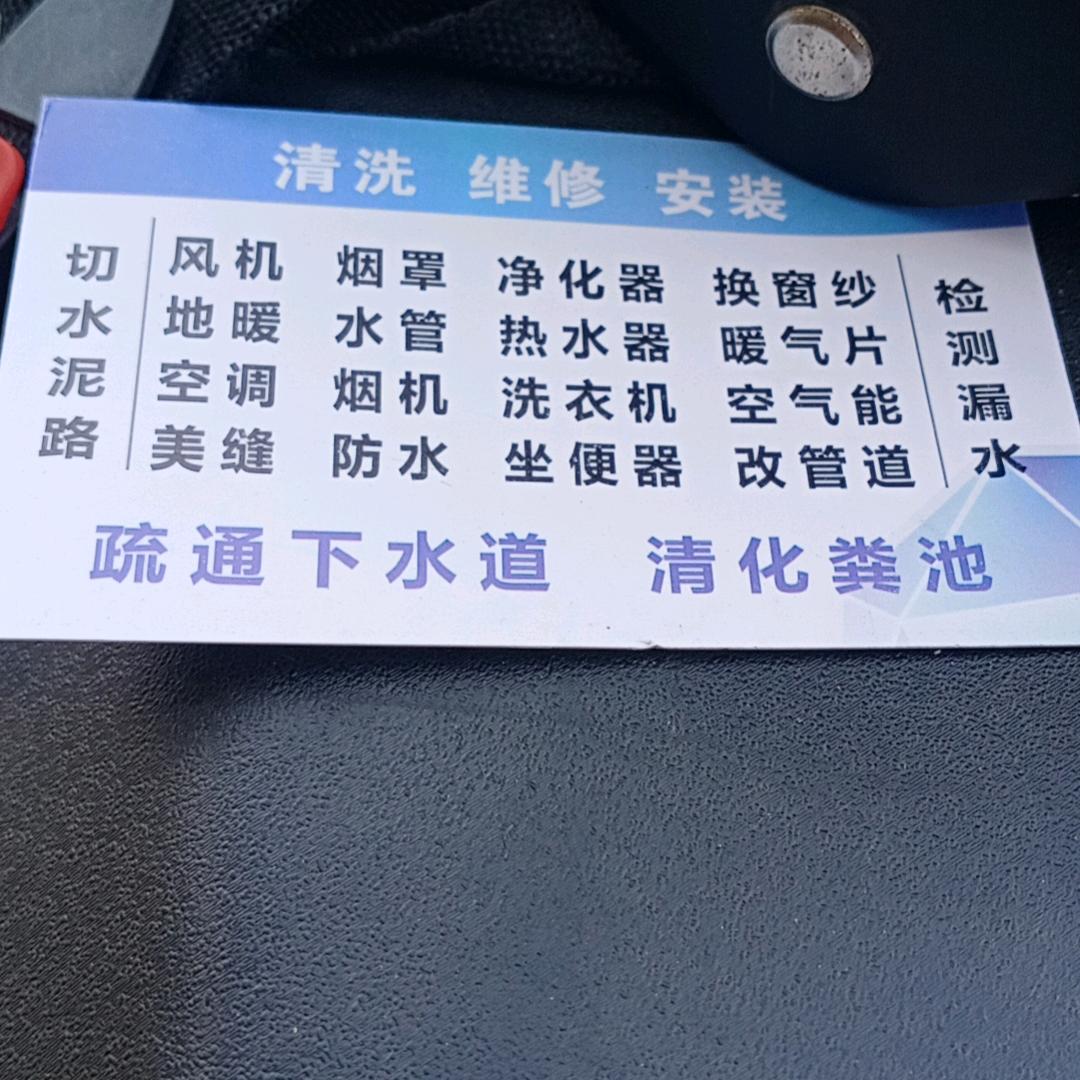 清洗 维修 安装
切水泥路
风机 烟罩 净化器 换窗纱
地暖 水管 热水器 暖气片
空调 烟机 洗衣机 空气能
美缝 防水 坐便器 改管道
检测漏水
疏通下水道 清化粪池